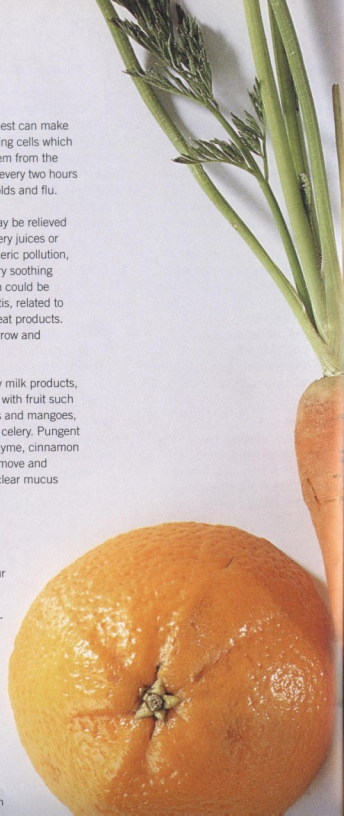 est can make
ng cells which
em from the
every two hours
olds and flu.
ay be relieved
ery juices or
eric pollution,
ry soothing
n could be
tis, related to
eat products.
row and
y milk products,
with fruit such
s and mangoes,
celery. Pungent
yme, cinnamon
move and
clear mucus
ur
n